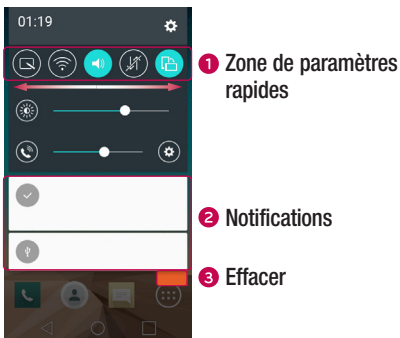 01:19
1 Zone de paramètres
rapides
2 Notifications
3 Effacer